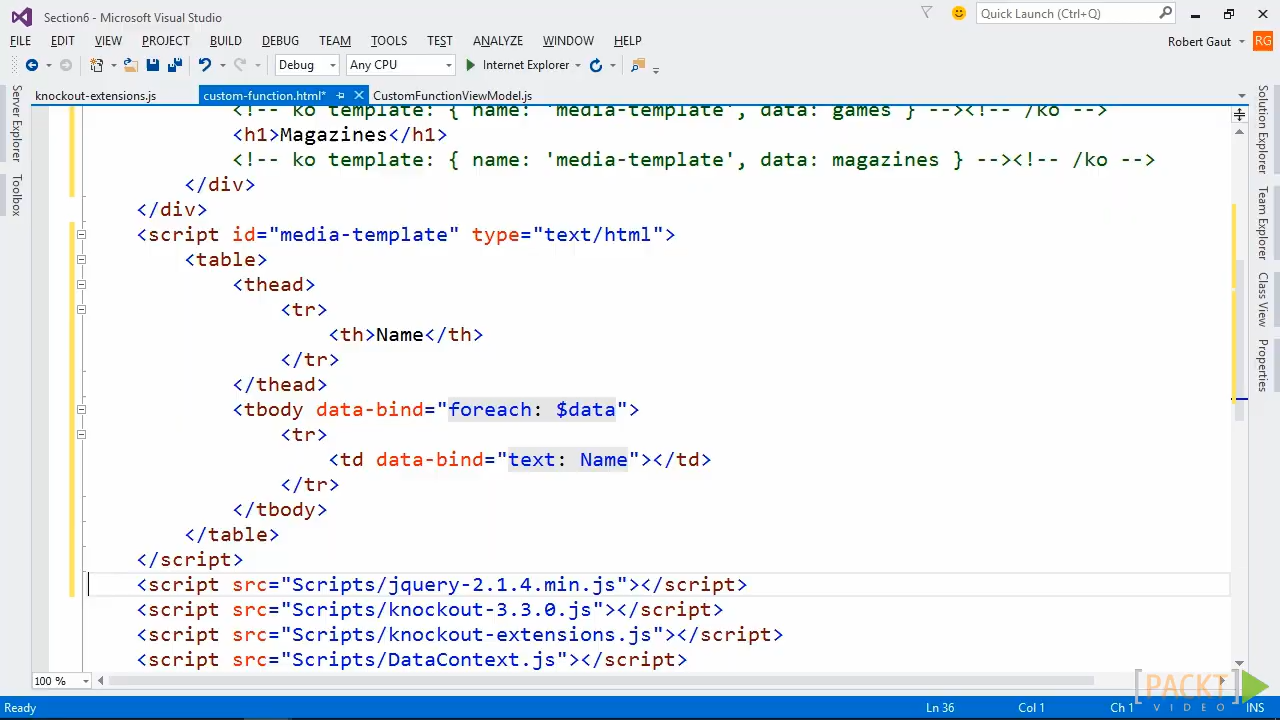 Section6 - Microsoft Visual Studio
Quick Launch (Ctrl+Q)
FILE EDIT VIEW PROJECT BUILD DEBUG TEAM TOOLS TEST ANALYZE WINDOW HELP
Robert Gaut RG
Debug Any CPU Internet Explorer
knockout-extensions.js custom-function.html* CustomFunctionViewModel.js
Server Explorer
Toolbox
<!-- ko template: { name: 'media-template', data: games } --><!-- /ko -->
<h1>Magazines</h1>
<!-- ko template: { name: 'media-template', data: magazines } --><!-- /ko -->
</div>
</div>
<script id="media-template" type="text/html">
<table>
<thead>
<tr>
<th>Name</th>
</tr>
</thead>
<tbody data-bind="foreach: $data">
<tr>
<td data-bind="text: Name"></td>
</tr>
</tbody>
</table>
</script>
<script src="Scripts/jquery-2.1.4.min.js"></script>
<script src="Scripts/knockout-3.3.0.js"></script>
<script src="Scripts/knockout-extensions.js"></script>
<script src="Scripts/DataContext.js"></script>
Solution Explorer
Team Explorer
Class View
Properties
100 %
PACKT
VIDEO
Ready Ln 36 Col 1 Ch 1 INS